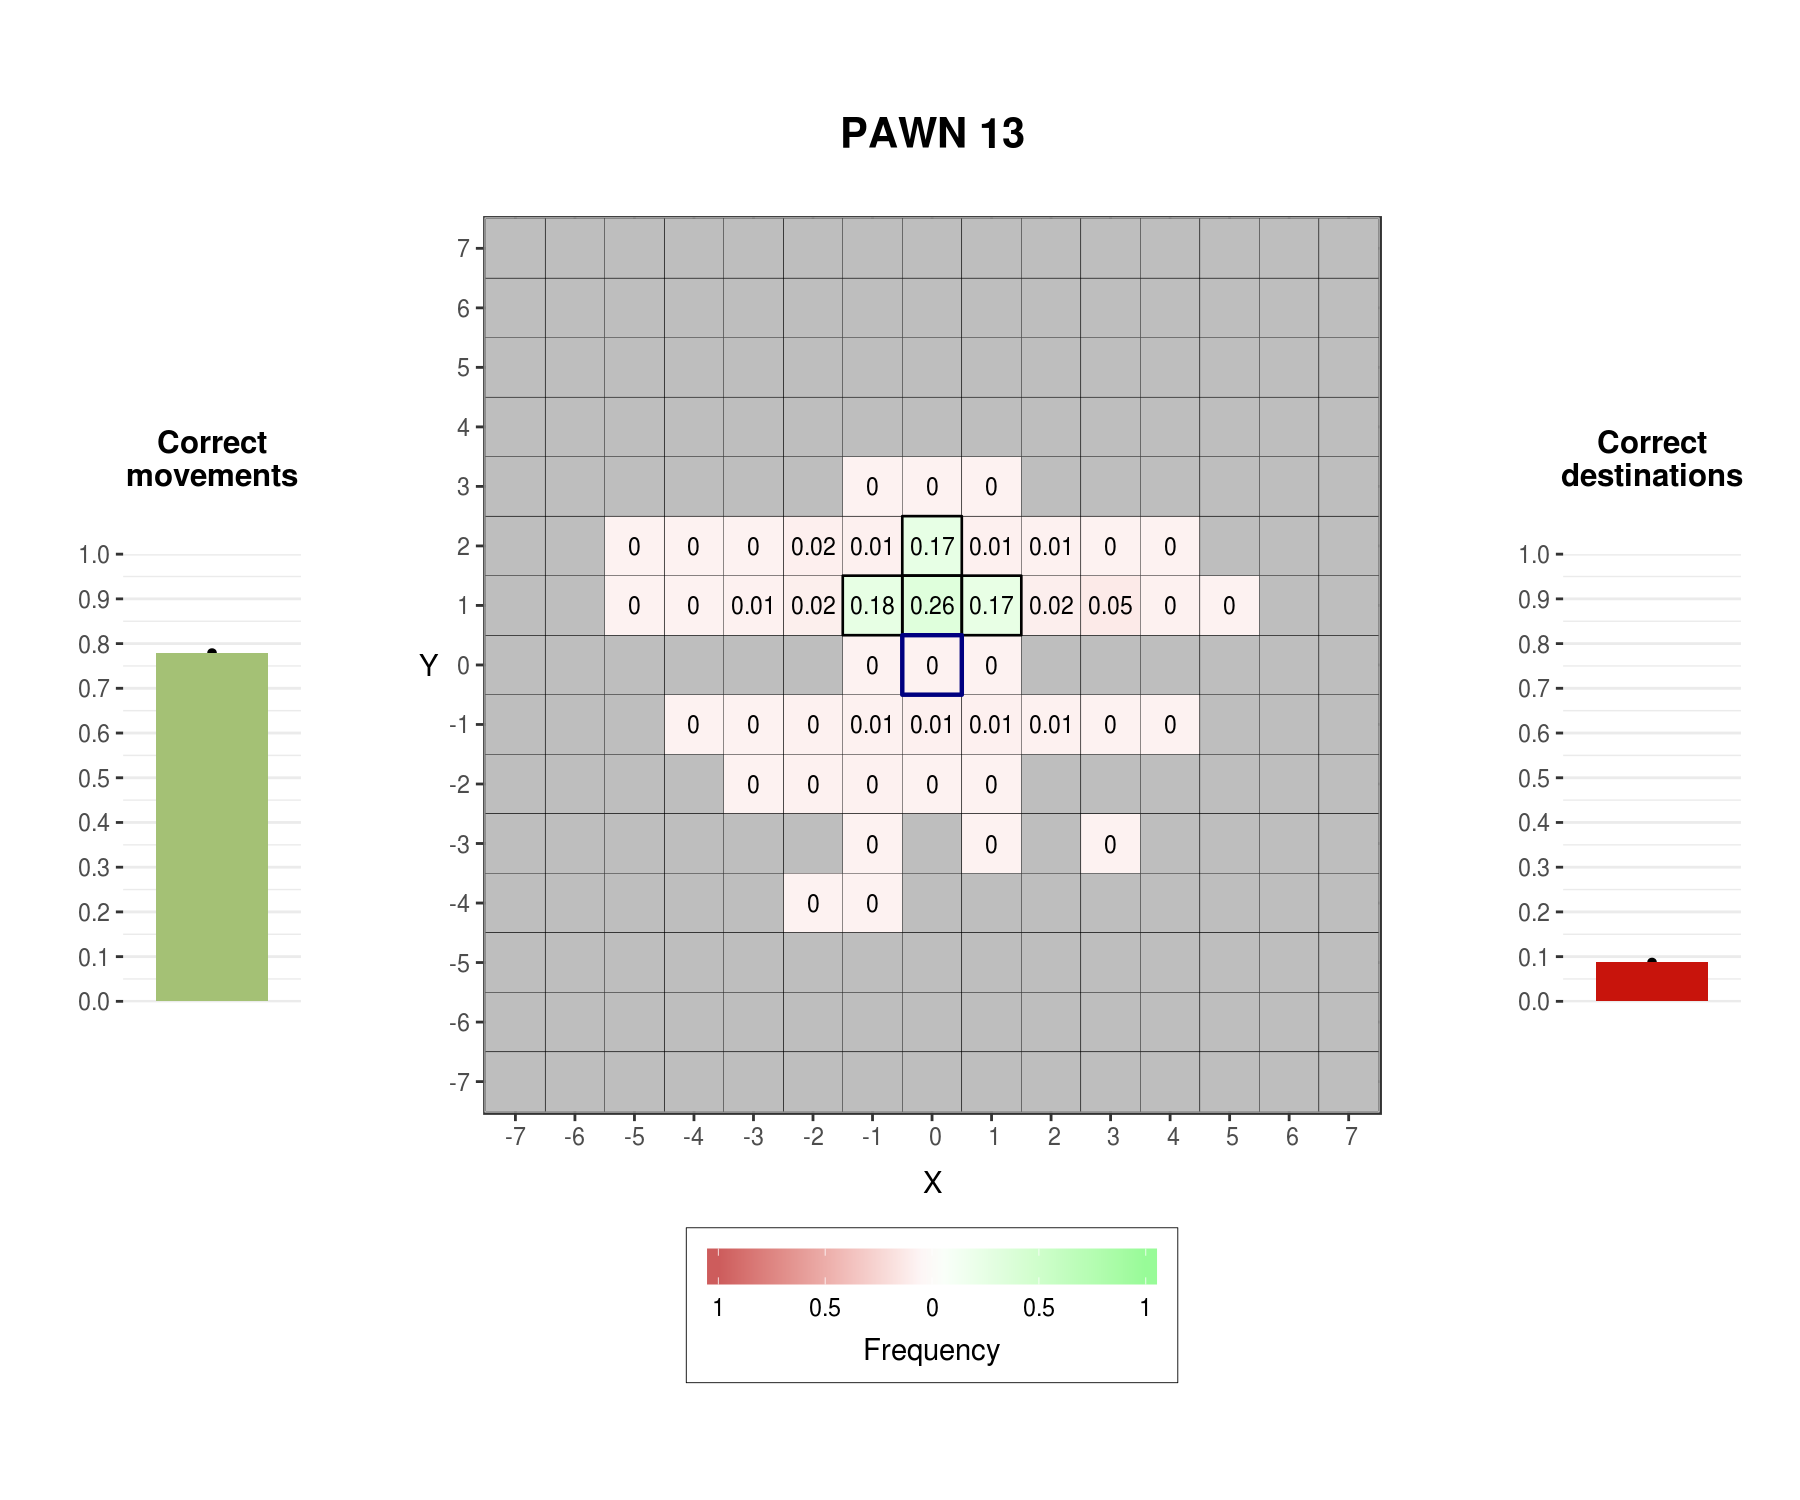 PAWN 13
Correct
movements
1.0
0.9
0.8
0.7
0.6
0.5
0.4
0.3
0.2
0.1
0.0
Y
7
6
5
4
3 0 0 0
2 0 0 0 0.02 0.01 0.17 0.01 0.01 0 0
1 0 0 0.01 0.02 0.18 0.26 0.17 0.02 0.05 0 0
0 0 0 0
-1 0 0 0 0.01 0.01 0.01 0.01 0 0
-2 0 0 0 0 0
-3 0 0 0
-4 0 0
-5
-6
-7
-7 -6 -5 -4 -3 -2 -1 0 1 2 3 4 5 6 7
X
1 0.5 0 0.5 1
Frequency
Correct
destinations
1.0
0.9
0.8
0.7
0.6
0.5
0.4
0.3
0.2
0.1
0.0